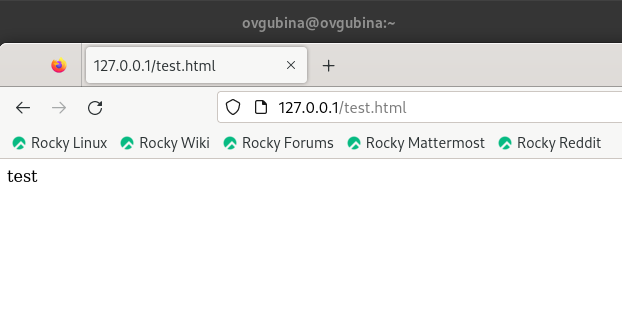 ovgubina@ovgubina:~
127.0.0.1/test.html
127.0.0.1/test.html
Rocky Linux Rocky Wiki Rocky Forums Rocky Mattermost Rocky Reddit
test